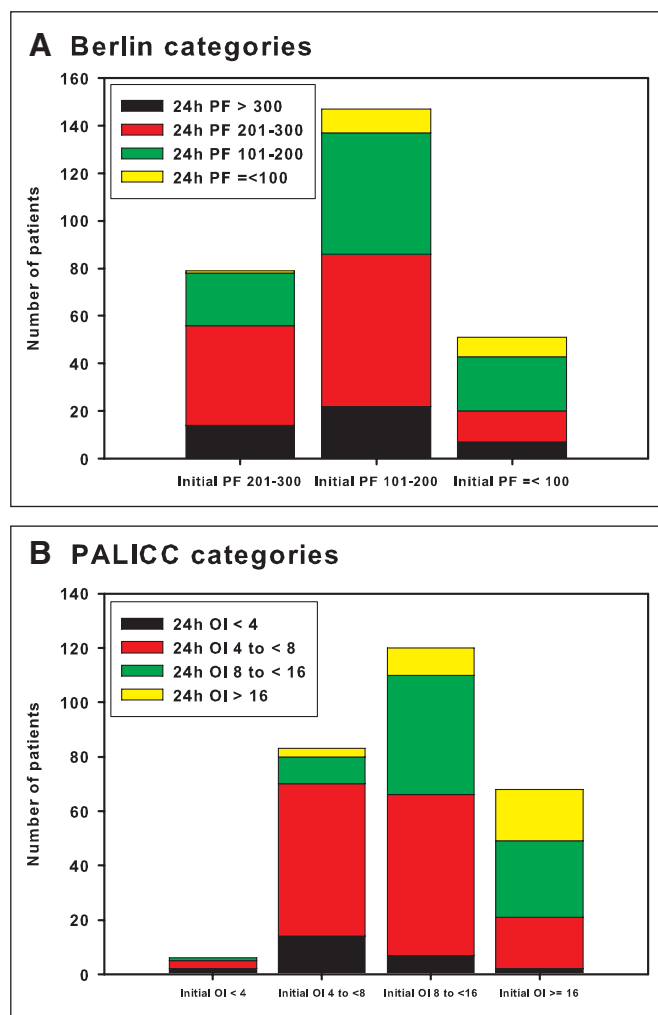 A Berlin categories
160
140
120
100
80
60
40
20
0
Number of patients
24h PF > 300
24h PF 201-300
24h PF 101-200
24h PF =<100
Initial PF 201-300 Initial PF 101-200 Initial PF =< 100
B PALICC categories
140
120
100
80
60
40
20
0
Number of patients
24h OI < 4
24h OI 4 to < 8
24h OI 8 to < 16
24h OI > 16
Initial OI < 4 Initial OI 4 to <8 Initial OI 8 to <16 Initial OI >= 16